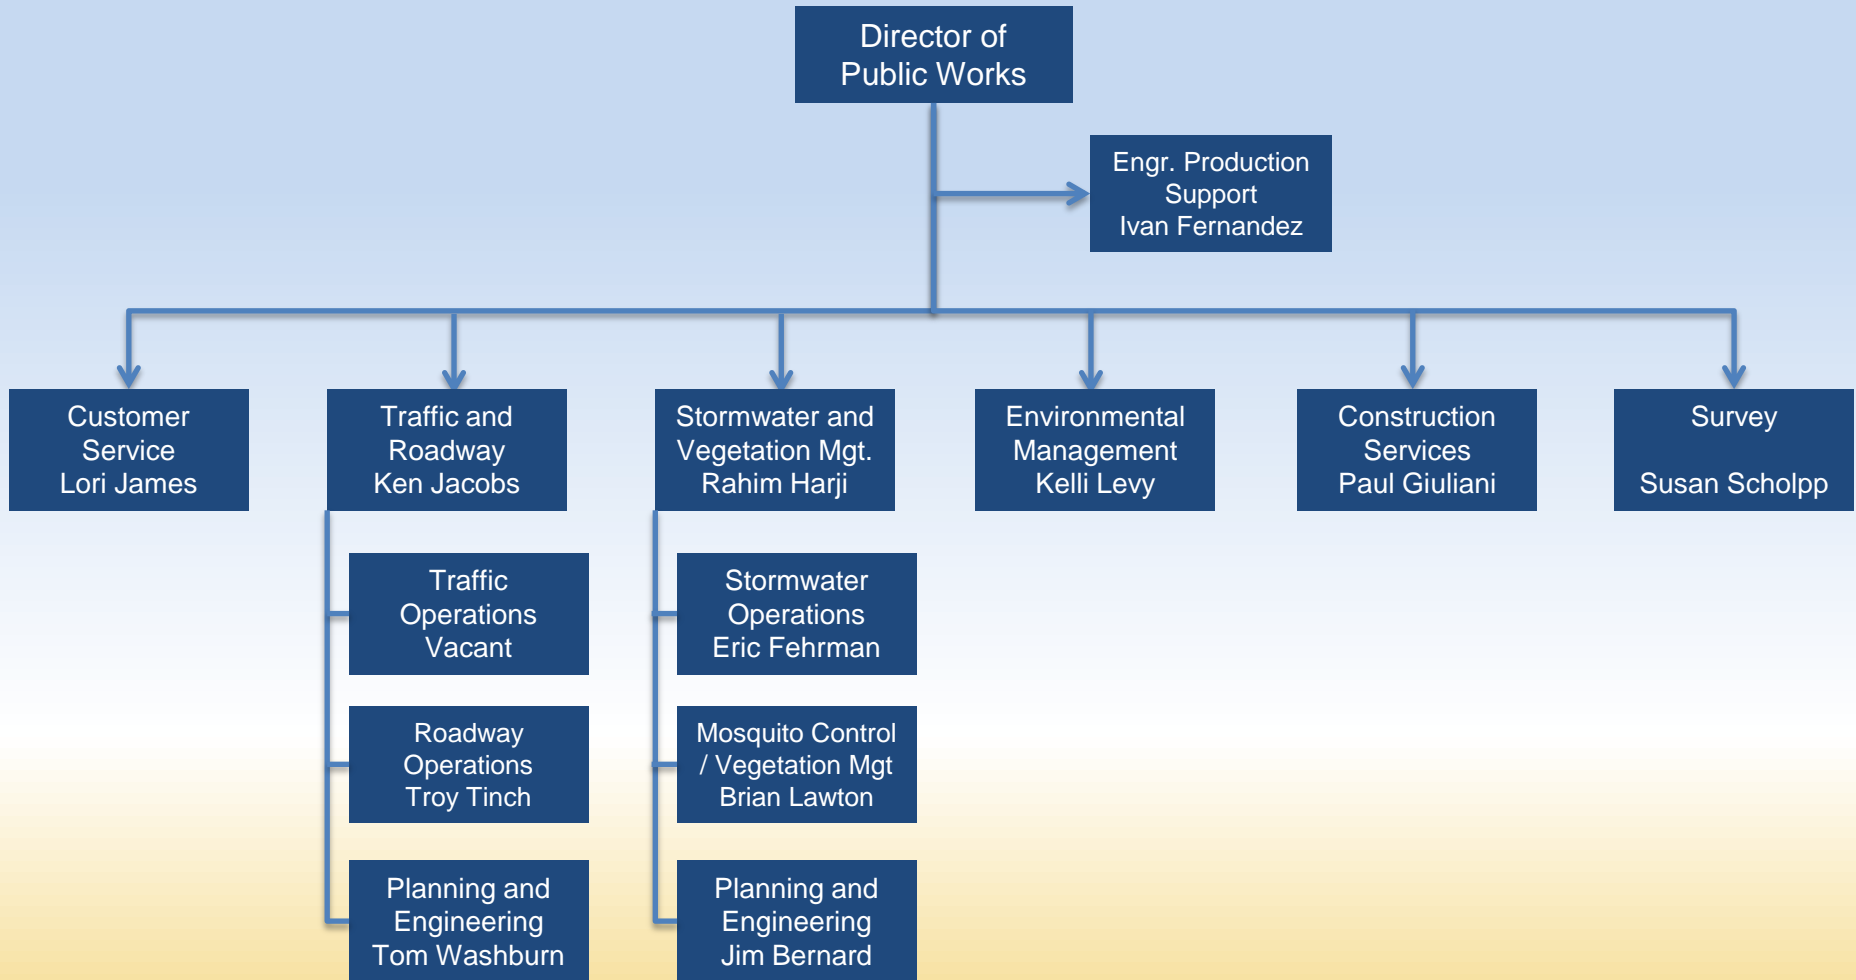 Director of
Public Works
Engr. Production
Support
Ivan Fernandez
Customer
Service
Lori James
Traffic and
Roadway
Ken Jacobs
Stormwater and
Vegetation Mgt.
Rahim Harji
Environmental
Management
Kelli Levy
Construction
Services
Paul Giuliani
Survey
Susan Scholpp
Traffic
Operations
Vacant
Stormwater
Operations
Eric Fehrman
Roadway
Operations
Troy Tinch
Mosquito Control
/ Vegetation Mgt
Brian Lawton
Planning and
Engineering
Tom Washburn
Planning and
Engineering
Jim Bernard